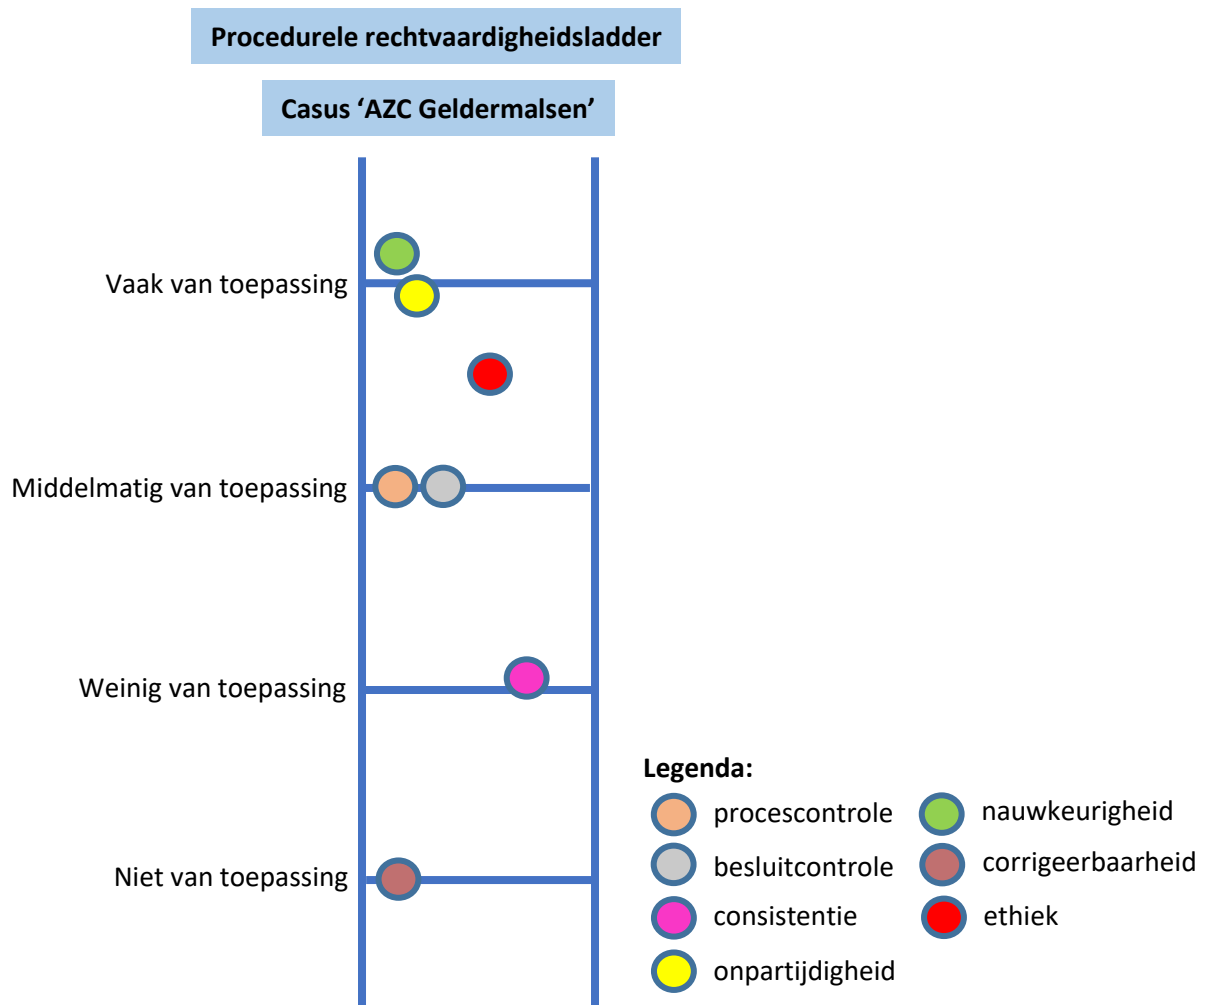 Procedurele rechtvaardigheidsladder
Casus ‘AZC Geldermalsen’
Vaak van toepassing
Middelmatig van toepassing
Weinig van toepassing
Niet van toepassing
Legenda:
procescontrole
besluitcontrole
consistentie
onpartijdigheid
nauwkeurigheid
corrigeerbaarheid
ethiek